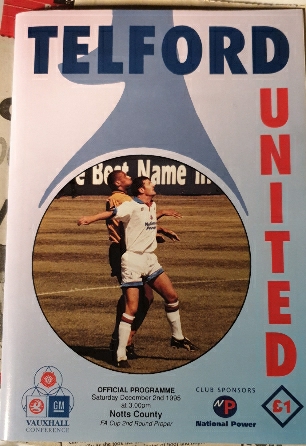 TELFORD
UNITED
e Best Name In
OFFICIAL PROGRAMME
Saturday December 2nd 1995
at 3.00pm
Notts County
FA Cup 2nd Round Proper
VAUXHALL
CONFERENCE
GM
CLUB SPONSORS
NP
National Power
£1